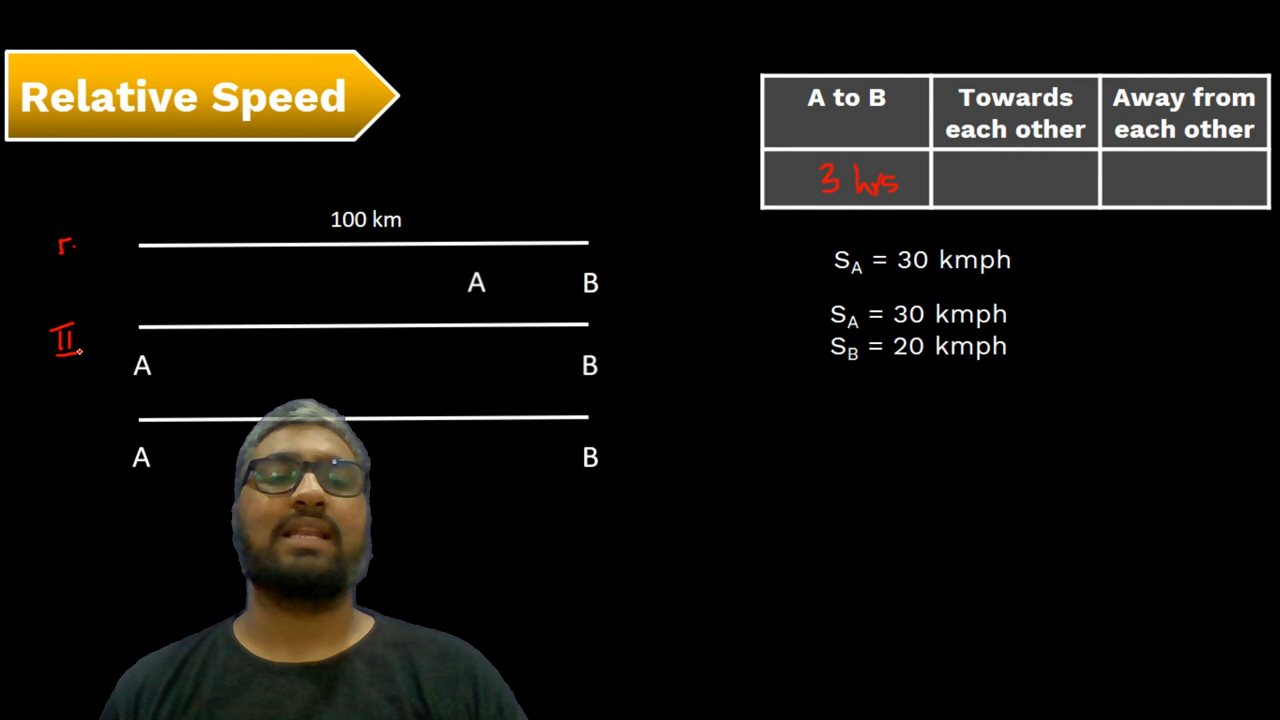 Relative Speed
A to B
Towards each other
Away from each other
3 hrs
100 km
I.
A B
II
A B
A B
S_A = 30 kmph
S_A = 30 kmph
S_B = 20 kmph